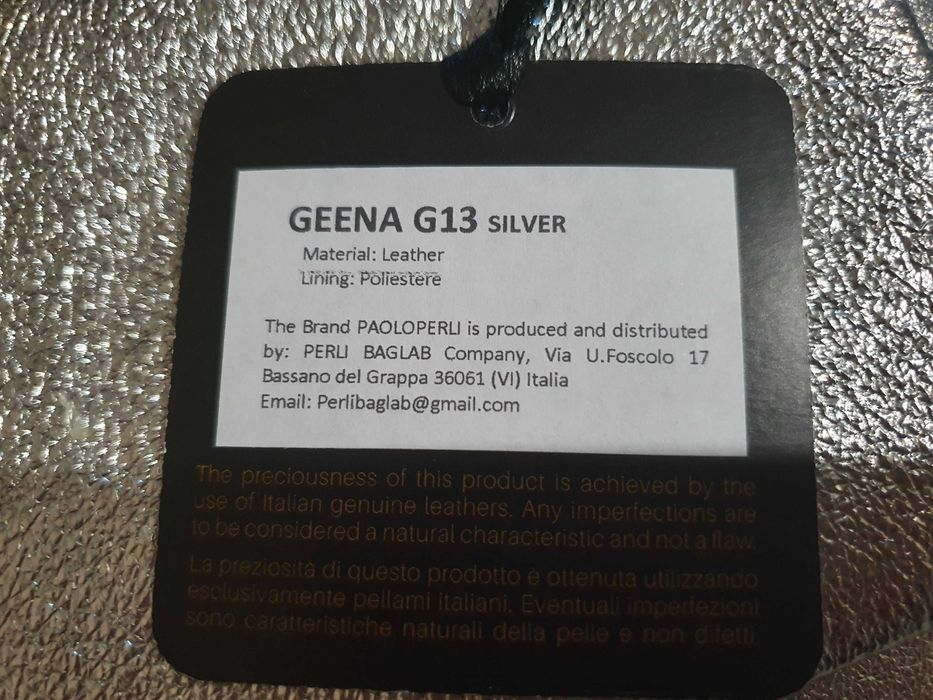 GEENA G13 SILVER
Material: Leather
Lining: Poliestere
The Brand PAOLOPERLI is produced and distributed
by: PERLI BAGLAB Company, Via U.Foscolo 17
Bassano del Grappa 36061 (VI) Italia
Email: Perlibaglab@gmail.com
The preciousness of this product is achieved by the
use of Italian genuine leathers. Any imperfections are
to be considered a natural characteristic and not a flaw.
La preziosità di questo prodotto è ottenuta utilizzando
esclusivamente pellami italiani. Eventuali imperfezioni
sono caratteristiche naturali della pelle e non difetti.